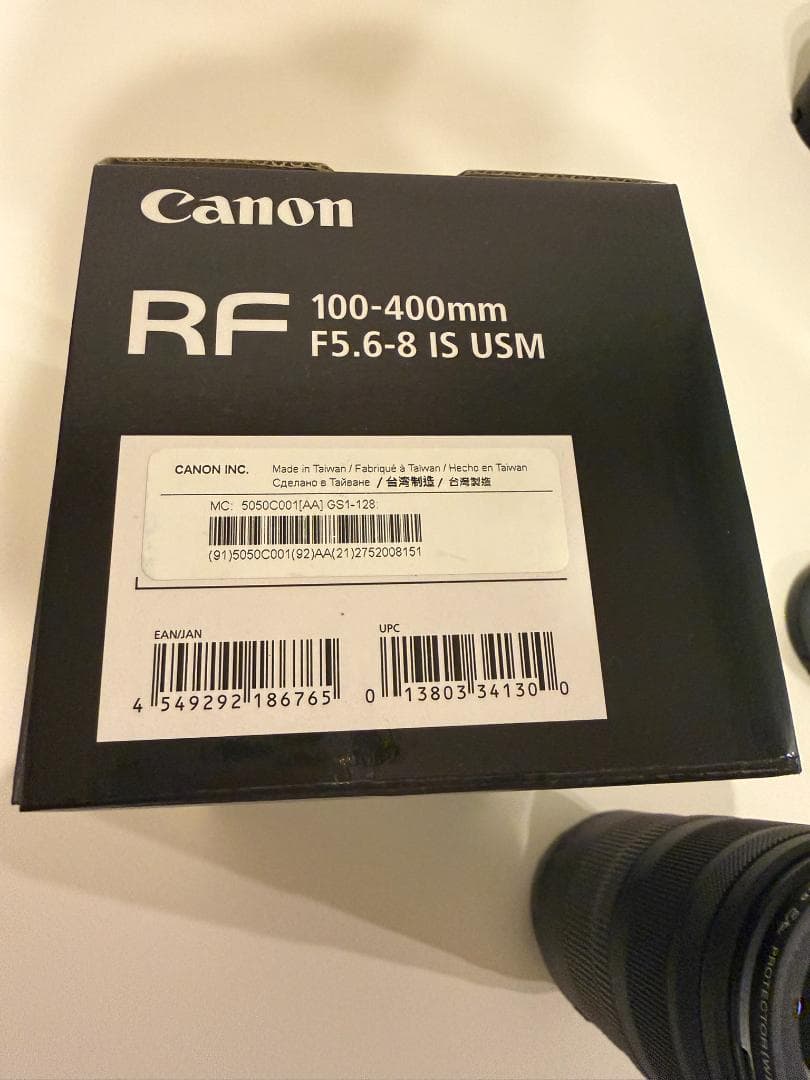 Canon
RF 100-400mm
F5.6-8 IS USM
CANON INC. Made in Taiwan / Fabriqué à Taïwan / Hecho en Taiwan
Сделано в Тайване / 台湾制造 / 台灣製造
MC: 5050C001[AA] GS1-128:
(91)5050C001(92)AA(21)2752008151
EAN/JAN
4 549292 186765
UPC
0 13803 34130 0
PROTECTOR